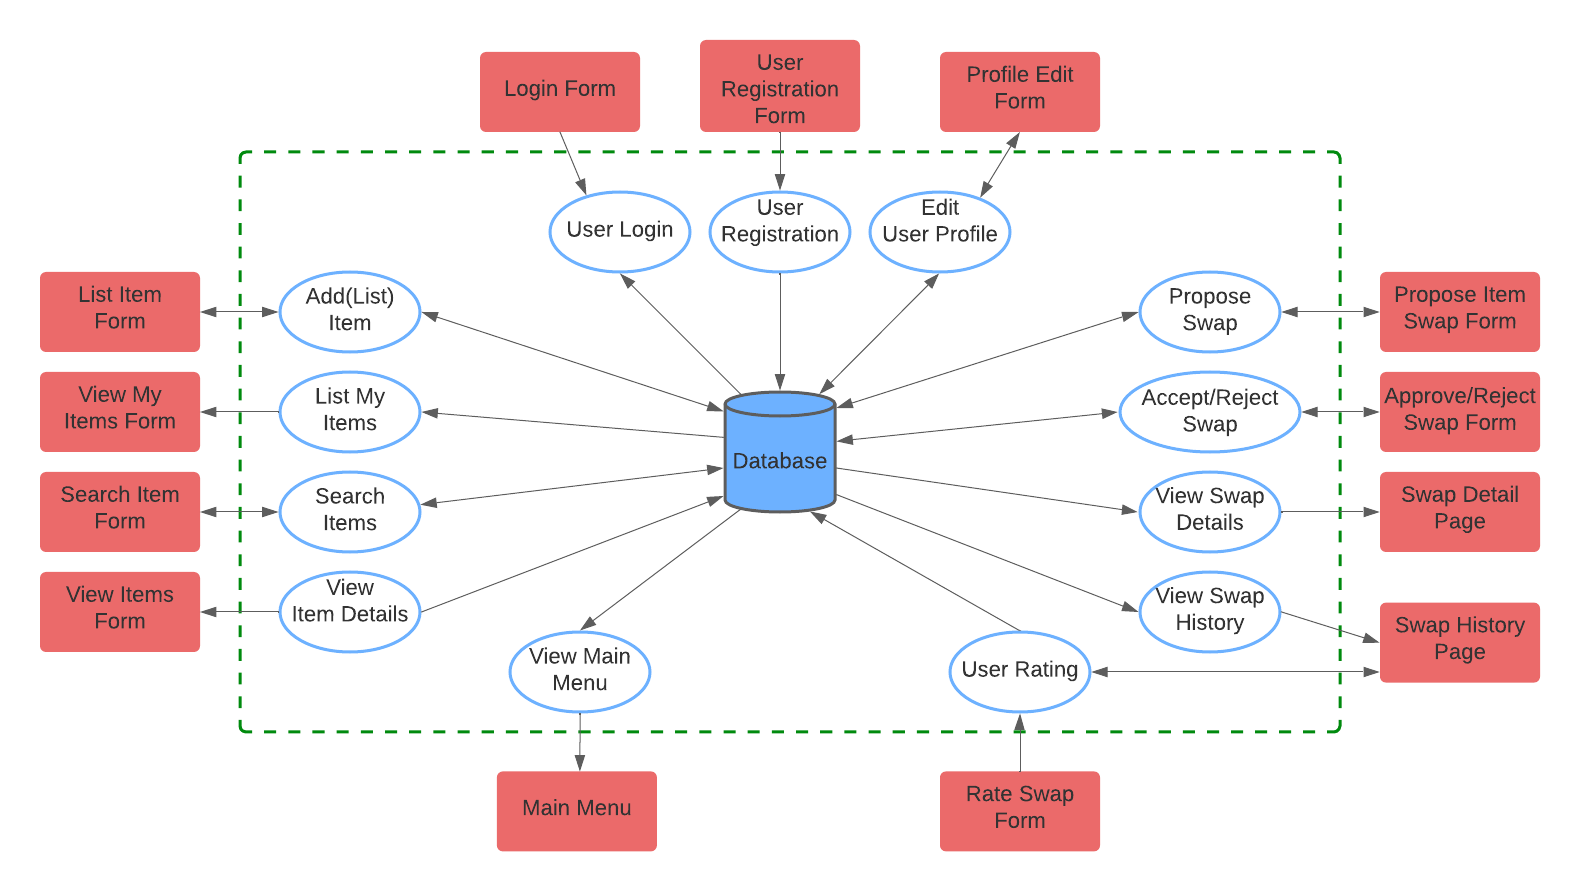 Login Form
User
Registration
Form
Profile Edit
Form
User Login
User
Registration
Edit
User Profile
List Item
Form
Add(List)
Item
Propose
Swap
Propose Item
Swap Form
View My
Items Form
List My
Items
Accept/Reject
Swap
Approve/Reject
Swap Form
Database
Search Item
Form
Search
Items
View Swap
Details
Swap Detail
Page
View Items
Form
View
Item Details
View Swap
History
Swap History
Page
View Main
Menu
User Rating
Main Menu
Rate Swap
Form